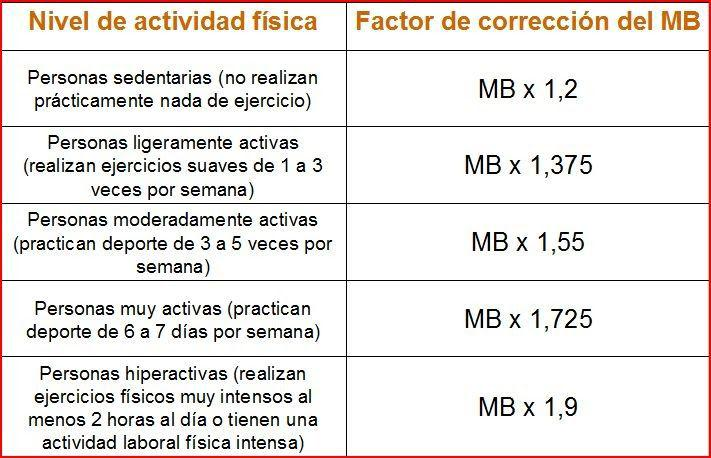 Nivel de actividad física
Factor de corrección del MB
Personas sedentarias (no realizan
prácticamente nada de ejercicio)
MB x 1,2
Personas ligeramente activas
(realizan ejercicios suaves de 1 a 3
veces por semana)
MB x 1,375
Personas moderadamente activas
(practican deporte de 3 a 5 veces por
semana)
MB x 1,55
Personas muy activas (practican
deporte de 6 a 7 días por semana)
MB x 1,725
Personas hiperactivas (realizan
ejercicios físicos muy intensos al
menos 2 horas al día o tienen una
actividad laboral física intensa)
MB x 1,9